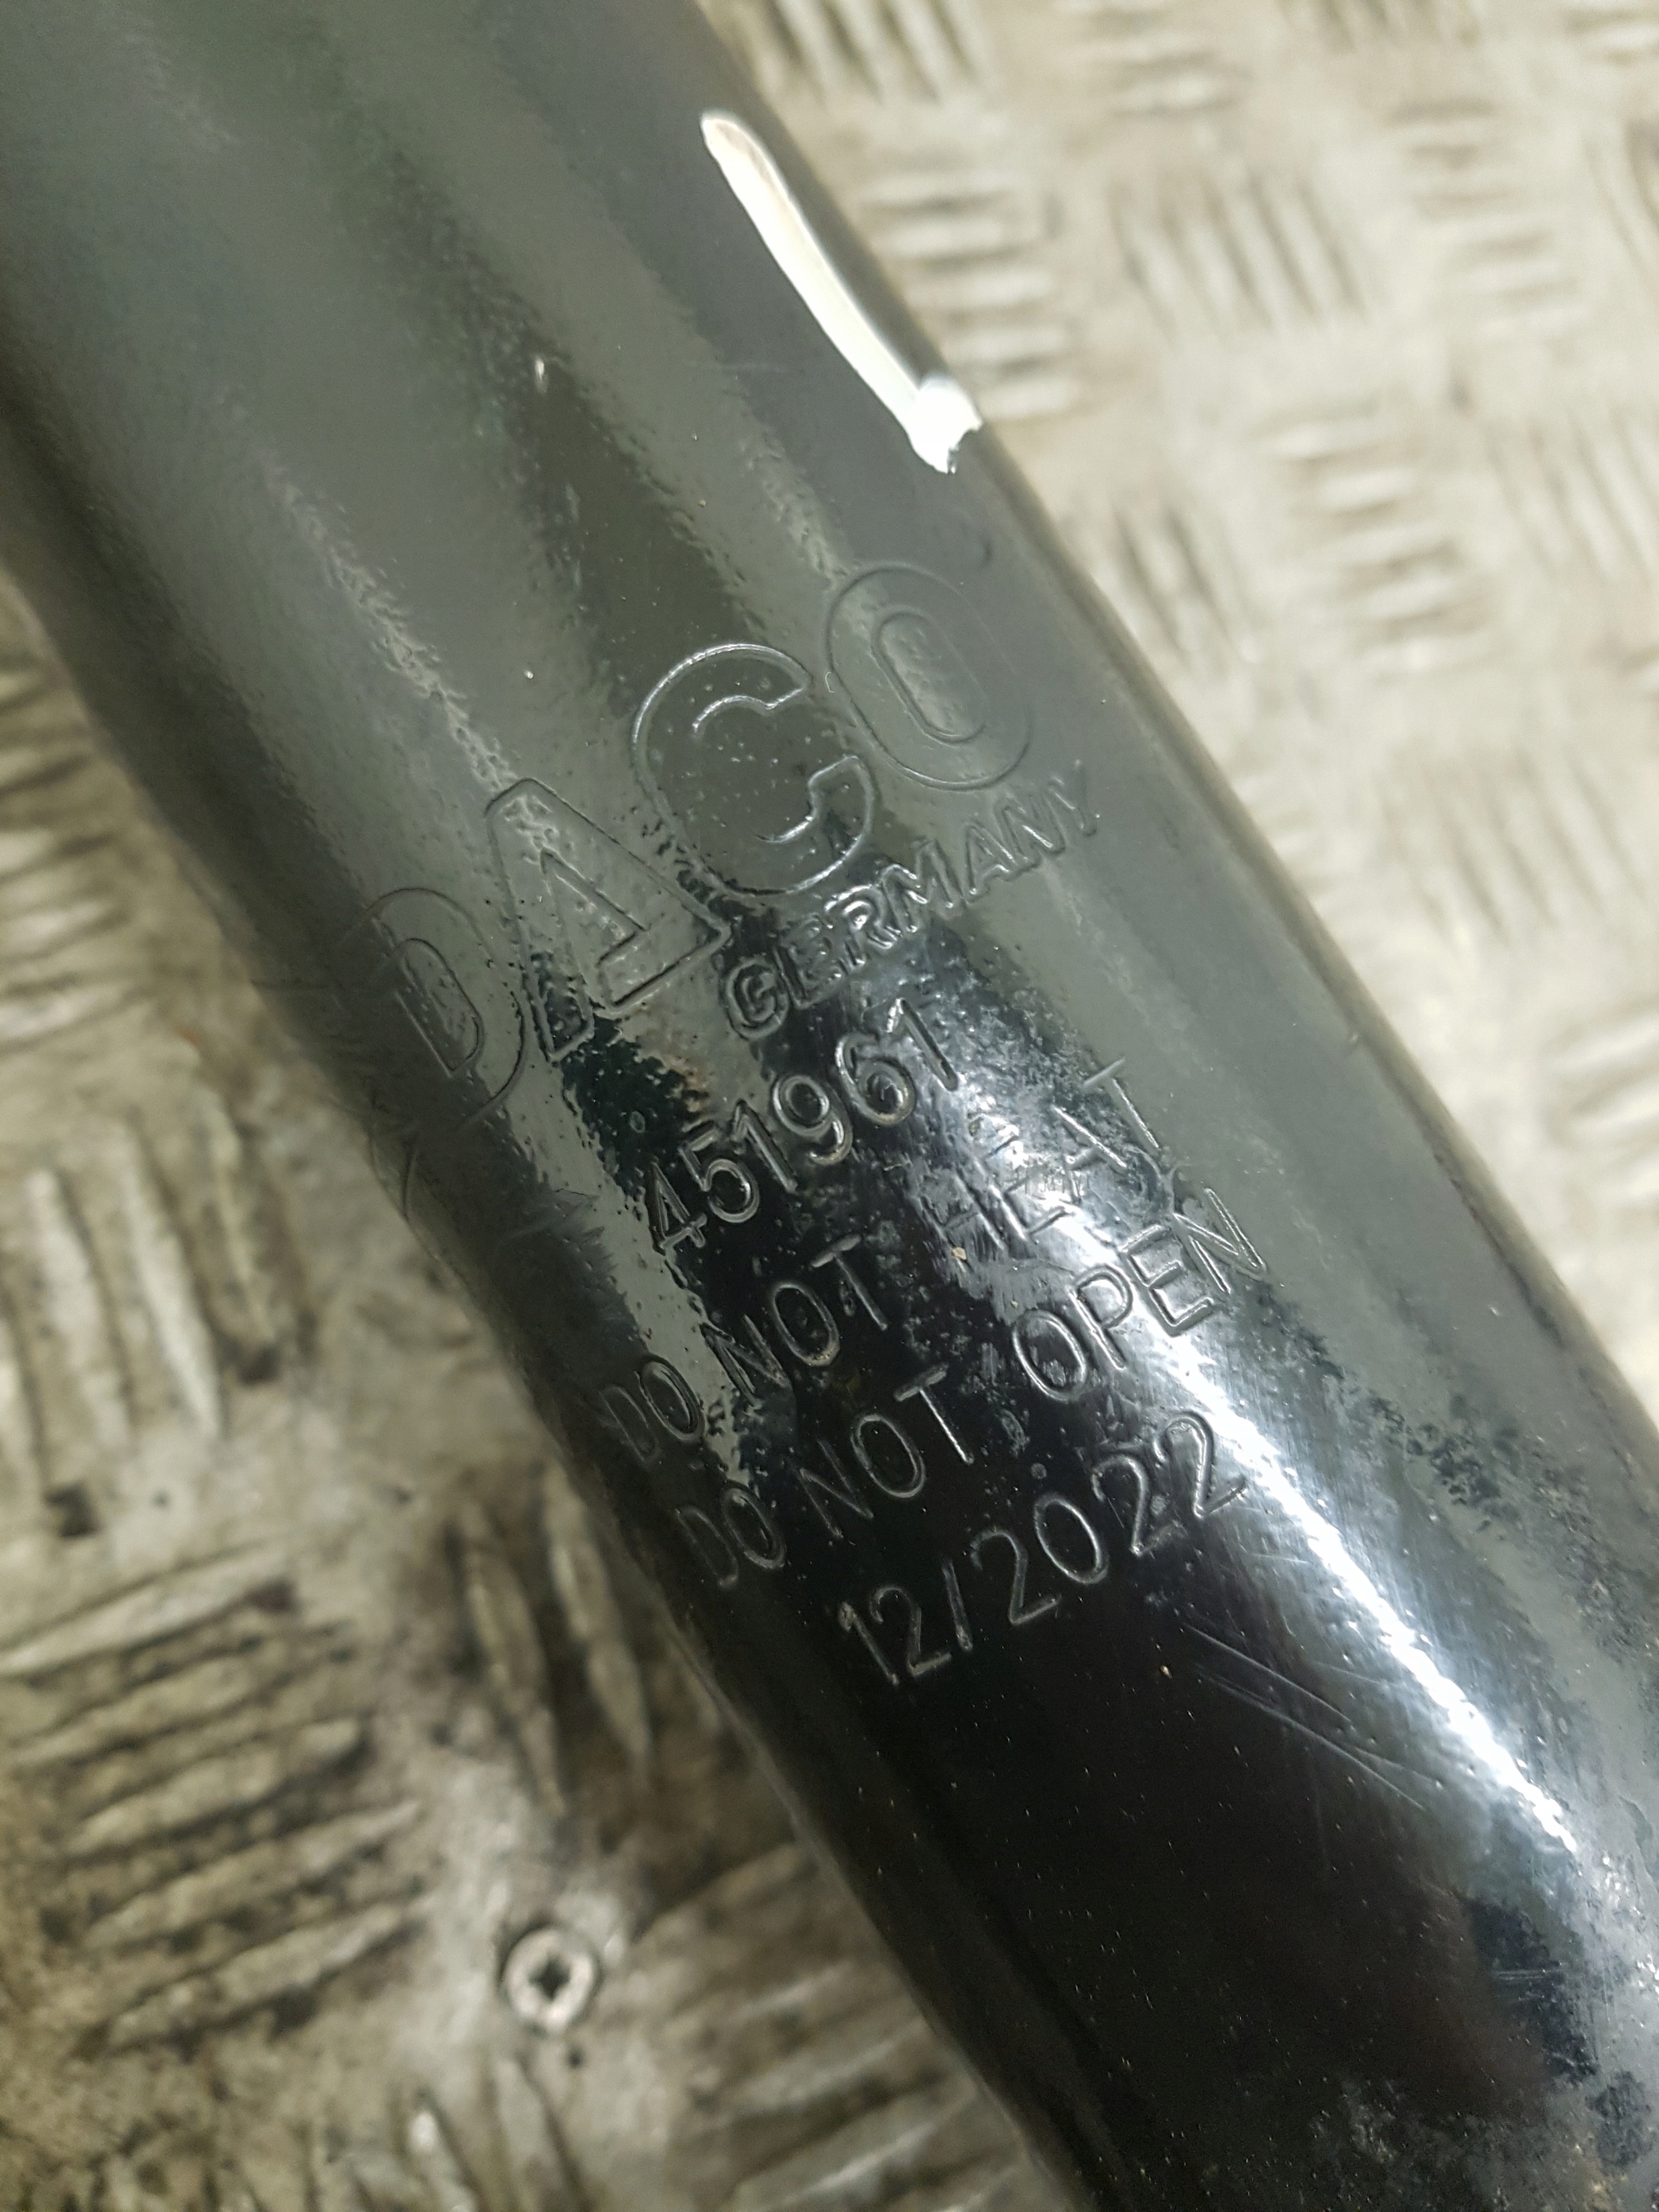 DACO
GERMANY
451961
DO NOT HEAT
DO NOT OPEN
12/2022